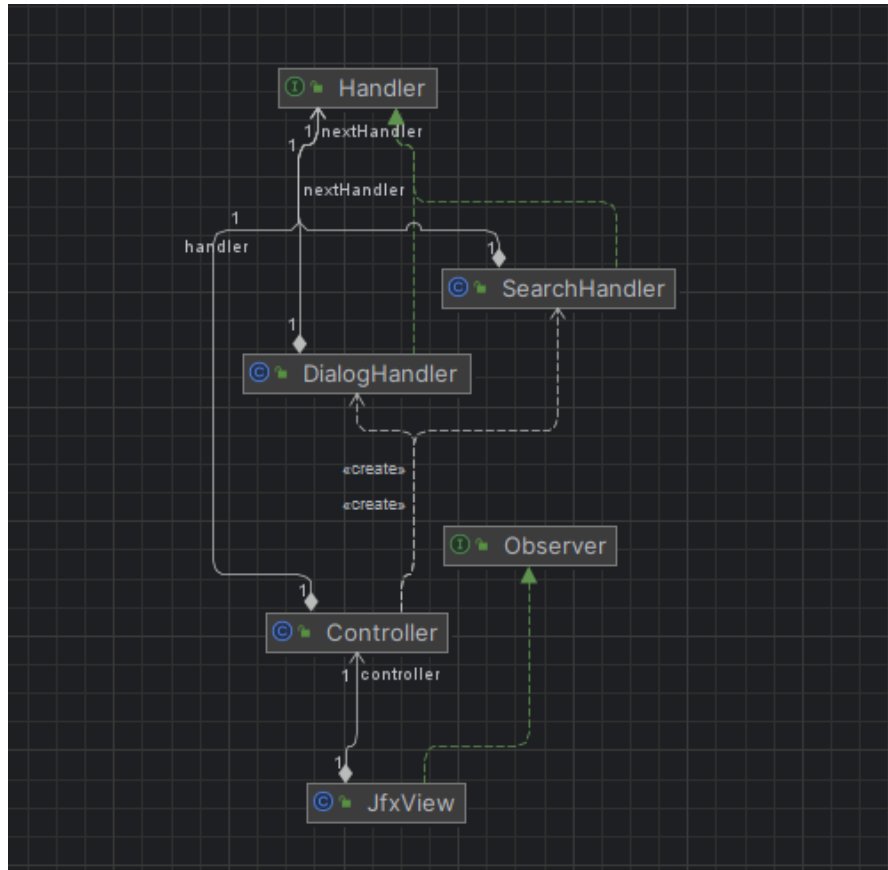 Handler
1 nextHandler
1
nextHandler
1
handler
1
SearchHandler
1
DialogHandler
«create»
«create»
Observer
1
Controller
1 controller
1
JfxView